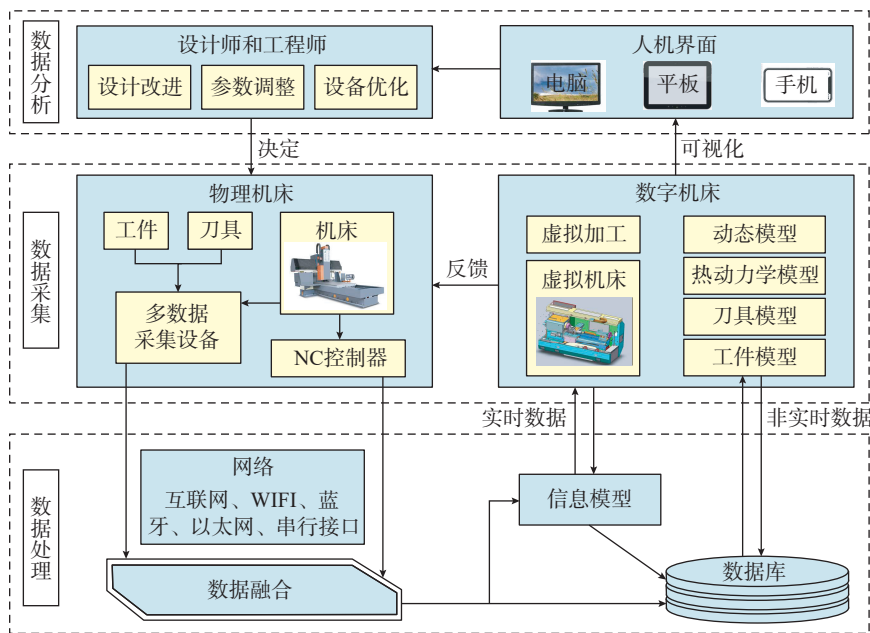 数据分析
设计师和工程师
设计改进
参数调整
设备优化
人机界面
电脑
平板
手机
决定
可视化
数据采集
物理机床
工件
刀具
机床
多数据
采集设备
NC控制器
反馈
数字机床
虚拟加工
虚拟机床
动态模型
热动力学模型
刀具模型
工件模型
实时数据
非实时数据
数据处理
网络
互联网、WIFI、蓝
牙、以太网、串行接口
信息模型
数据融合
数据库